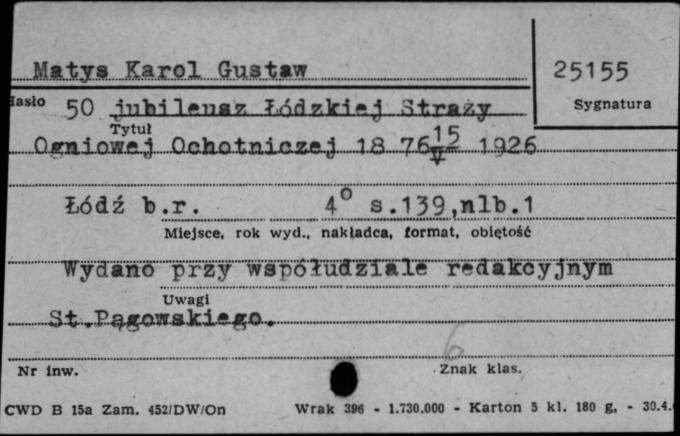 Matys Karol Gustaw
25155
Hasło
Sygnatura
50 jubileusz Łódzkiej Straży
Tytuł
Ogniowej Ochotniczej 18 76 15/V 1926
Łódź b.r. 4° s.139,nlb.1
Miejsce, rok wyd., nakładca, format, objętość
Wydano przy współudziale redakcyjnym
Uwagi
St.Pągowskiego.
6
Nr inw.
Znak klas.
CWD B 15a Zam. 452/DW/On Wrak 396 - 1.730.000 - Karton 5 kl. 180 g, - 30.4.